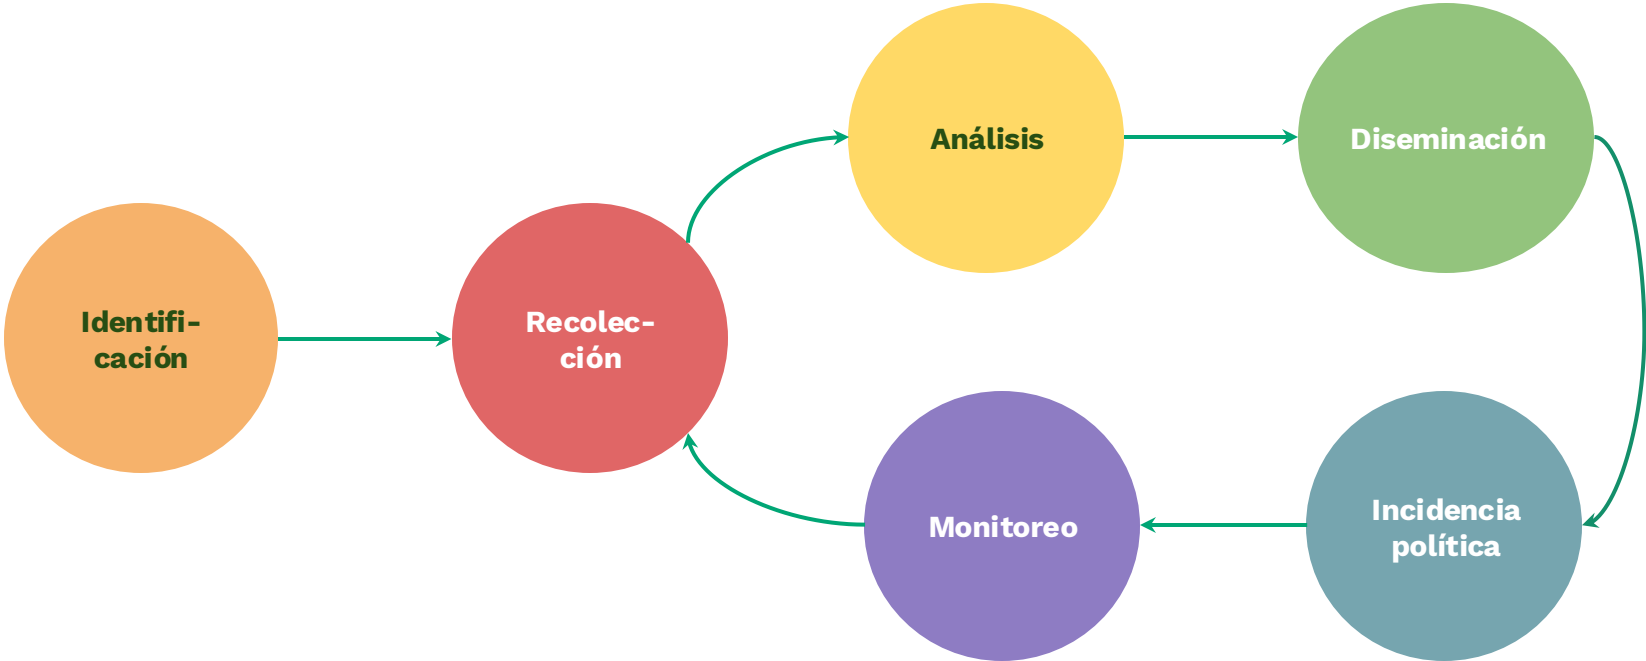 Identifi-
cación
Recolec-
ción
Análisis
Diseminación
Incidencia
política
Monitoreo